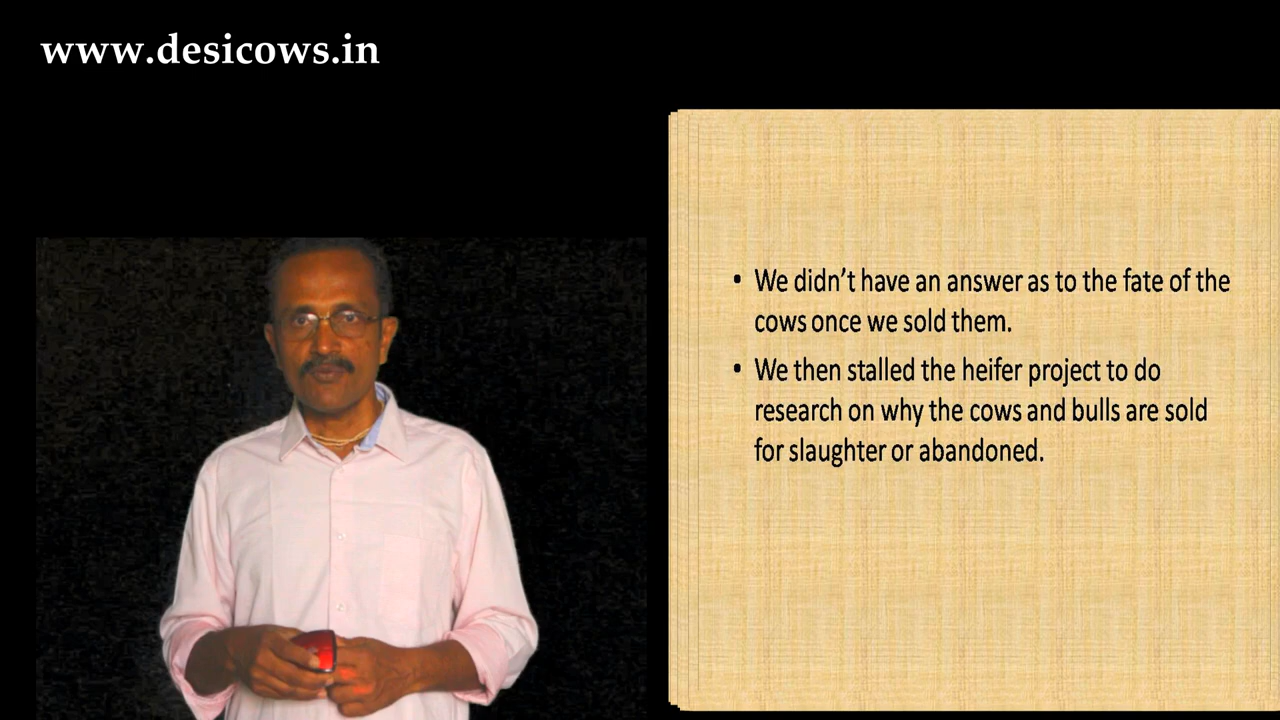 www.desicows.in
• We didn’t have an answer as to the fate of the
cows once we sold them.
• We then stalled the heifer project to do
research on why the cows and bulls are sold
for slaughter or abandoned.